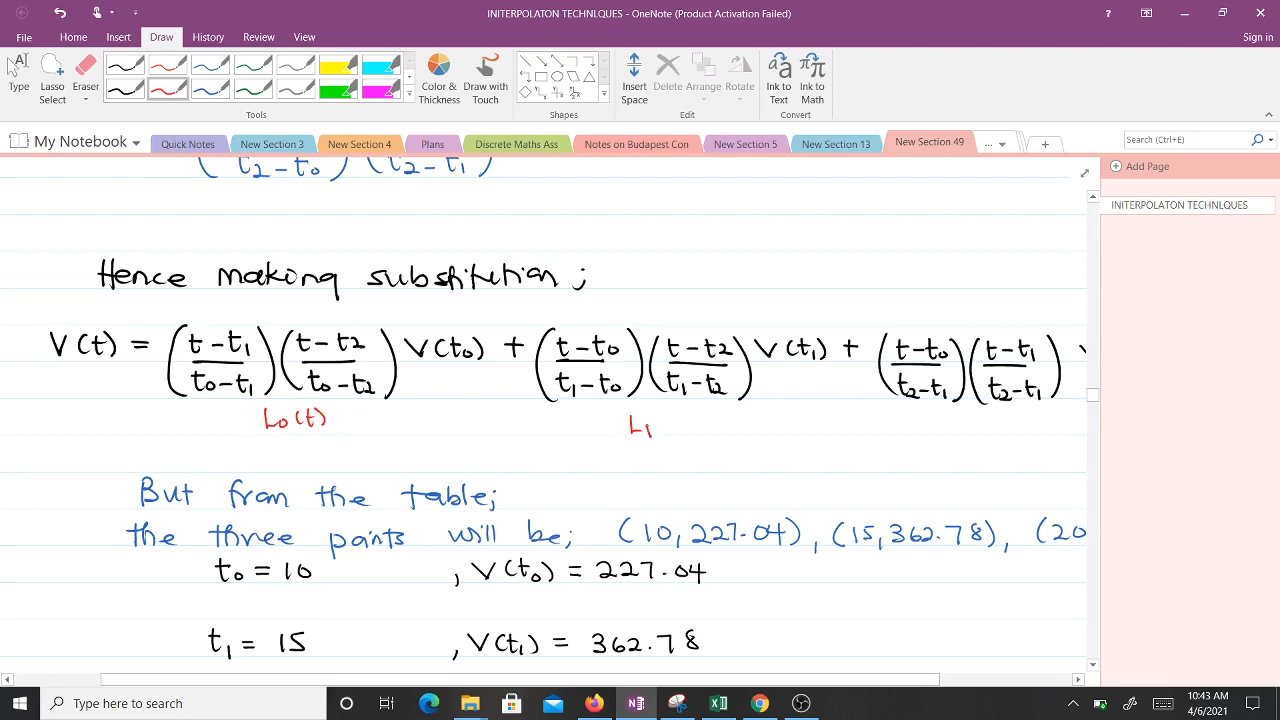 INITERPOLATON TECHNLQUES - OneNote (Product Activation Failed)
File Home Insert Draw History Review View
Sign in
Type
Lasso Select
Eraser
Color & Thickness
Draw with Touch
Insert Space
Delete
Arrange
Rotate
Ink to Text
Ink to Math
Tools
Shapes
Edit
Convert
My Notebook
Quick Notes
New Section 3
New Section 4
Plans
Discrete Maths Ass
Notes on Budapest Con
New Section 5
New Section 13
New Section 49
...
Search (Ctrl+E)
Add Page
INITERPOLATON TECHNLQUES
(t₂-t₀) (t₂-t₁)
Hence making substitution;
V(t) = ((t-t₁)/(t₀-t₁)) ((t-t2)/(t₀-t₂)) V(t₀) + ((t-t₀)/(t₁-t₀)) ((t-t2)/(t₁-t₂)) V(t₁) + ((t-t₀)/(t₂-t₁)) ((t-t₁)/(t₂-t₁))
L₀(t)
L₁
But from the table;
the three points will be; (10,227.04), (15,362.78), (20
t₀ = 10 , V(t₀) = 227.04
t₁ = 15 , V(t₁) = 362.78
Type here to search
10:43 AM
4/6/2021